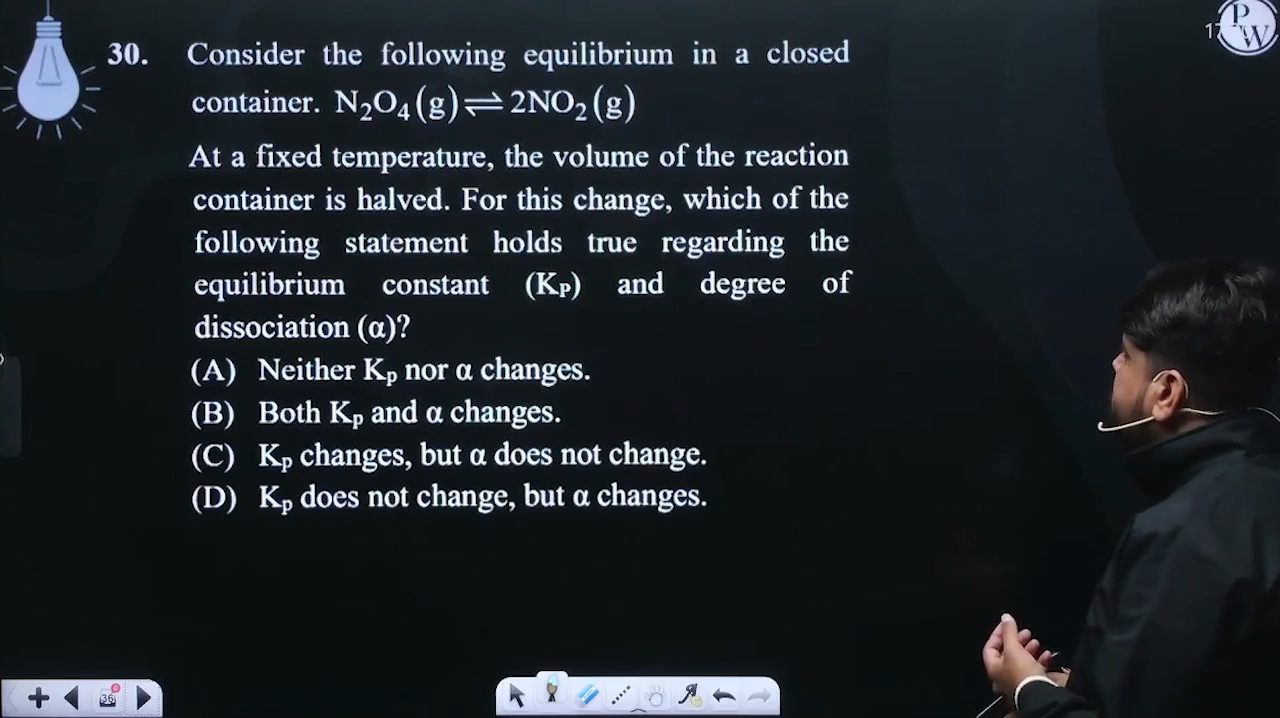 30. Consider the following equilibrium in a closed
container. N₂O₄(g)⇌2NO₂(g)
At a fixed temperature, the volume of the reaction
container is halved. For this change, which of the
following statement holds true regarding the
equilibrium constant (Kₚ) and degree of
dissociation (α)?
(A) Neither Kₚ nor α changes.
(B) Both Kₚ and α changes.
(C) Kₚ changes, but α does not change.
(D) Kₚ does not change, but α changes.
PW
36